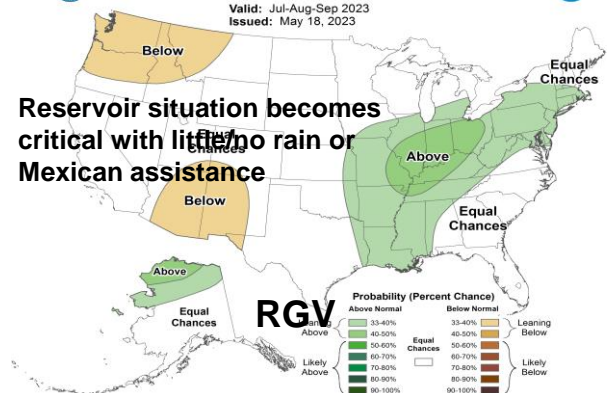 Valid: Jul-Aug-Sep 2023
Issued: May 18, 2023
Below
Equal
Chances
Reservoir situation becomes
critical with little/no rain or
Mexican assistance
Equal
Chances
Above
Below
Equal
Chances
Above
Equal
Chances
RGV
Probability (Percent Chance)
Above Normal
Below Normal
Leaning
Above
33-40%
40-50%
50-60%
60-70%
70-80%
80-90%
90-100%
Likely
Above
Equal
Chances
33-40%
40-50%
50-60%
60-70%
70-80%
80-90%
90-100%
Leaning
Below
Likely
Below